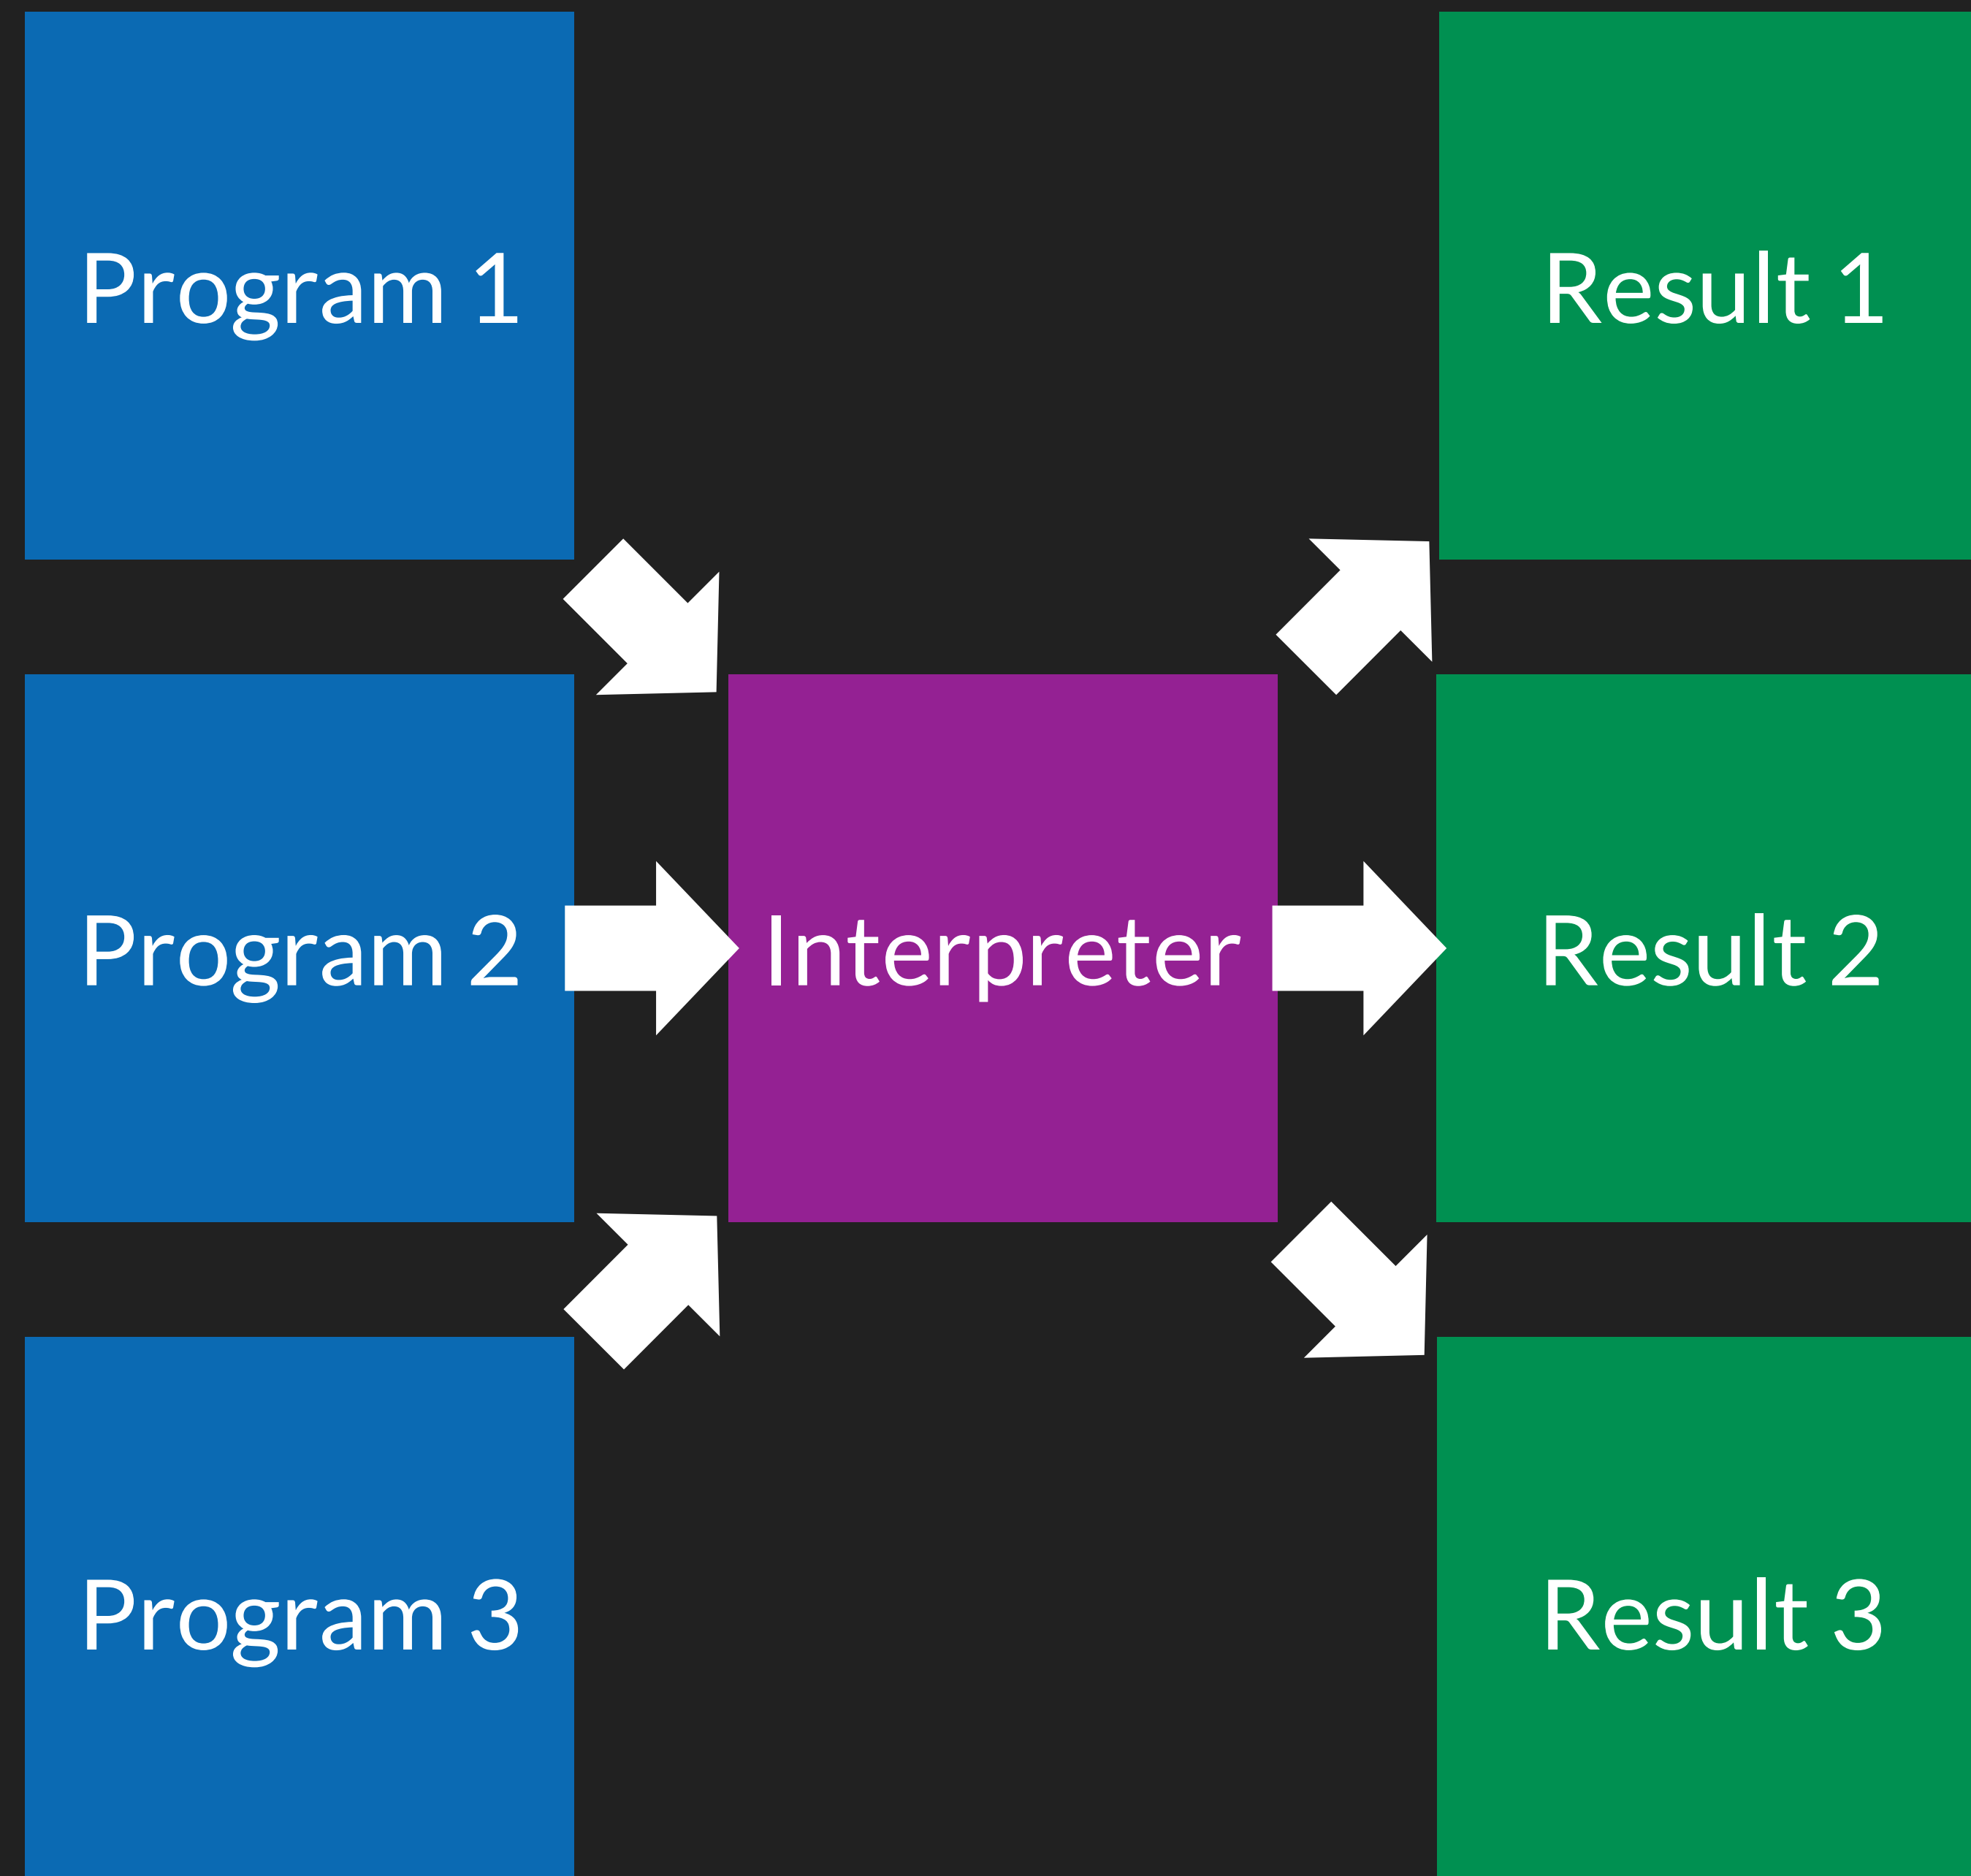 Program 1
Result 1
Program 2
Interpreter
Result 2
Program 3
Result 3